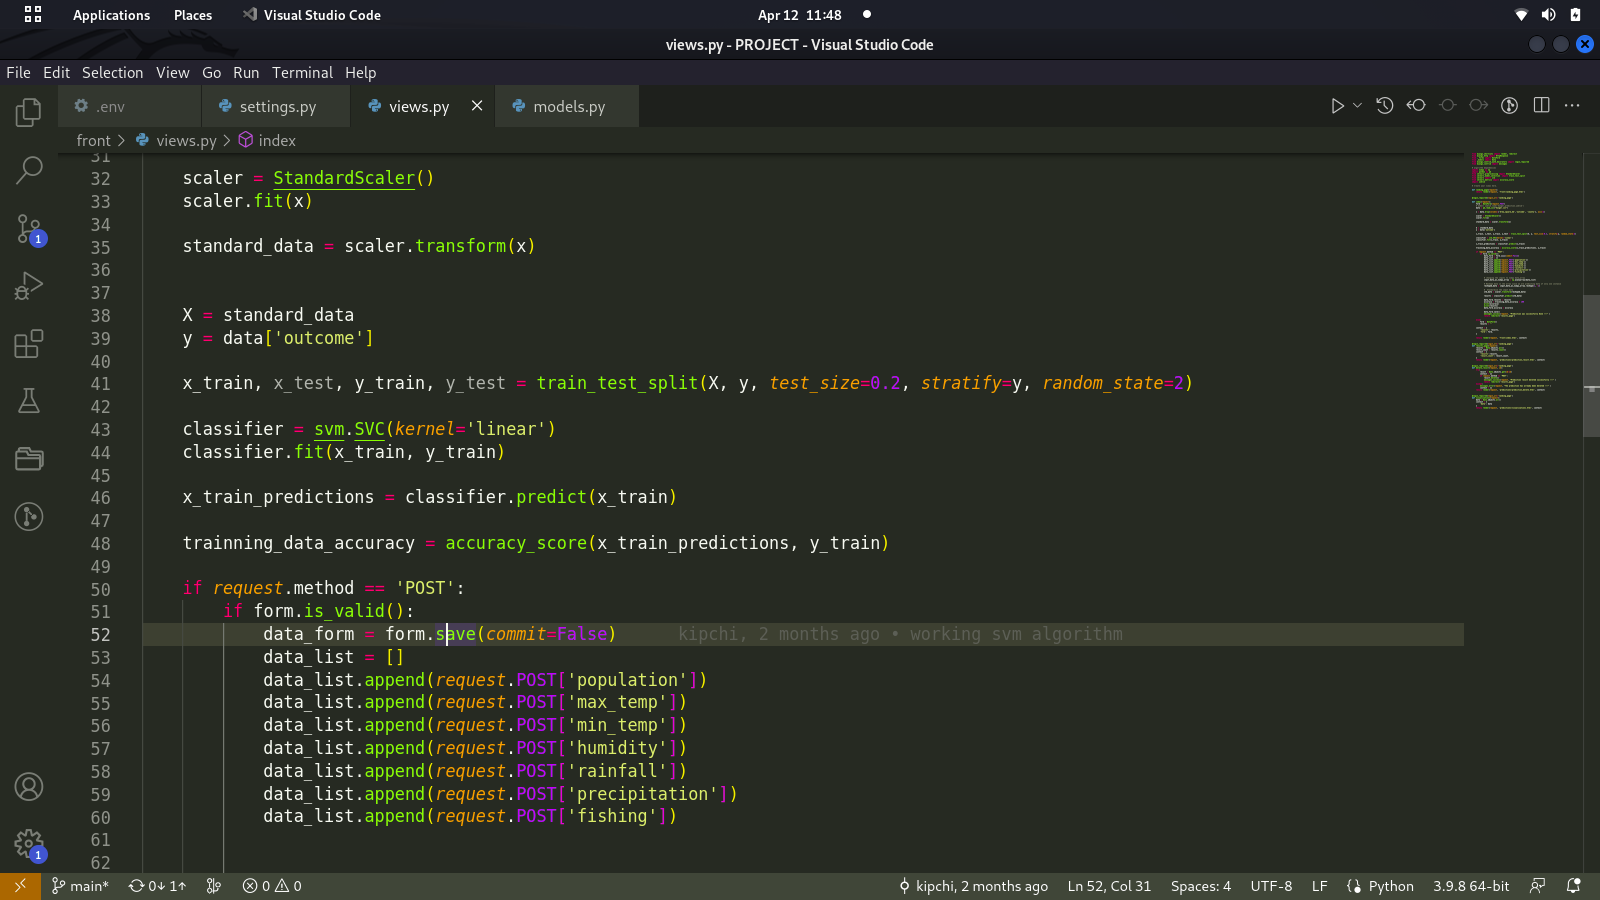 Applications Places Visual Studio Code Apr 12 11:48
views.py - PROJECT - Visual Studio Code
File Edit Selection View Go Run Terminal Help
.env settings.py views.py models.py
front > views.py > index
31
32 scaler = StandardScaler()
33 scaler.fit(x)
34
35 standard_data = scaler.transform(x)
36
37
38 X = standard_data
39 y = data['outcome']
40
41 x_train, x_test, y_train, y_test = train_test_split(X, y, test_size=0.2, stratify=y, random_state=2)
42
43 classifier = svm.SVC(kernel='linear')
44 classifier.fit(x_train, y_train)
45
46 x_train_predictions = classifier.predict(x_train)
47
48 trainning_data_accuracy = accuracy_score(x_train_predictions, y_train)
49
50 if request.method == 'POST':
51 if form.is_valid():
52 data_form = form.save(commit=False) kipchi, 2 months ago • working svm algorithm
53 data_list = []
54 data_list.append(request.POST['population'])
55 data_list.append(request.POST['max_temp'])
56 data_list.append(request.POST['min_temp'])
57 data_list.append(request.POST['humidity'])
58 data_list.append(request.POST['rainfall'])
59 data_list.append(request.POST['precipitation'])
60 data_list.append(request.POST['fishing'])
61
62
1
1
main* 0↓ 1↑ 0 0 kipchi, 2 months ago Ln 52, Col 31 Spaces: 4 UTF-8 LF Python 3.9.8 64-bit